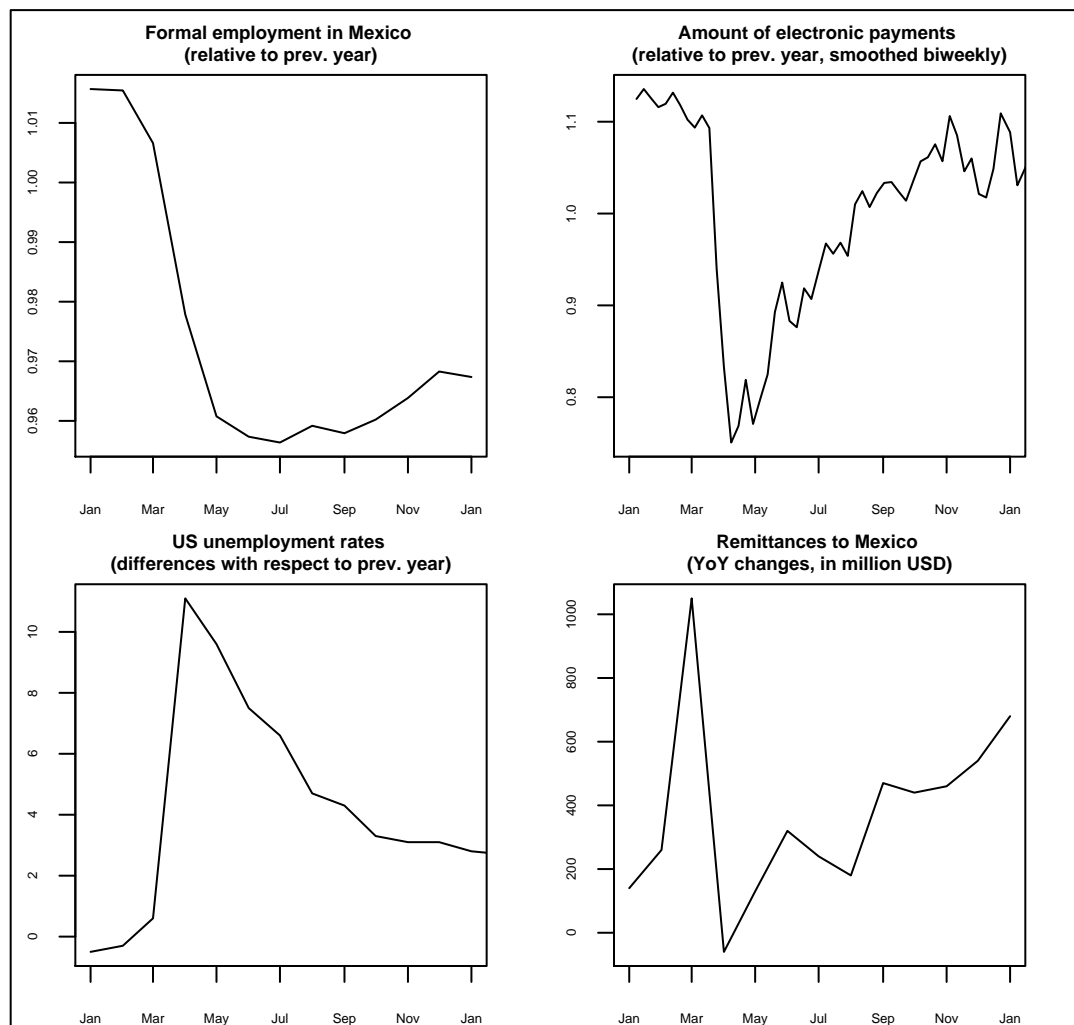 Formal employment in Mexico
(relative to prev. year)
1.01
1.00
0.99
0.98
0.97
0.96
Jan Mar May Jul Sep Nov Jan
Amount of electronic payments
(relative to prev. year, smoothed biweekly)
1.1
1.0
0.9
0.8
Jan Mar May Jul Sep Nov Jan
US unemployment rates
(differences with respect to prev. year)
10
8
6
4
2
0
Jan Mar May Jul Sep Nov Jan
Remittances to Mexico
(YoY changes, in million USD)
1000
800
600
400
200
0
Jan Mar May Jul Sep Nov Jan